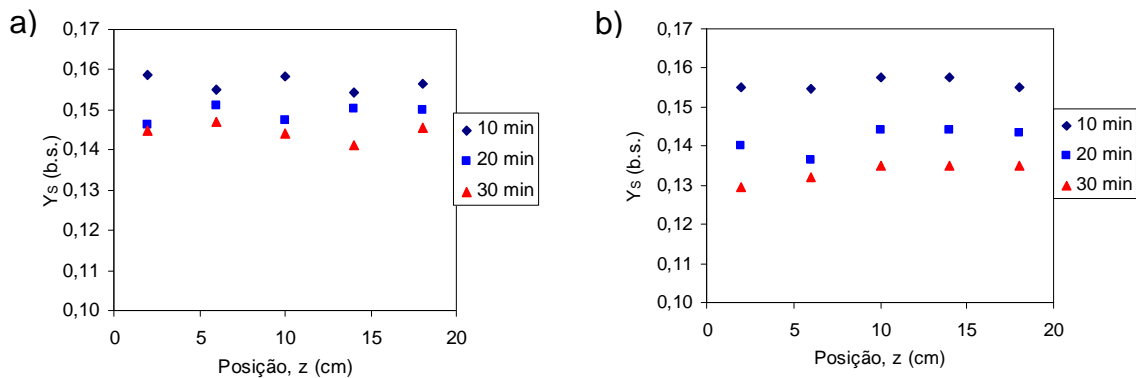 a)
0,17
0,16
0,15
0,14
0,13
0,12
0,11
0,10
Ys (b.s.)
0 5 10 15 20
Posição, z (cm)
10 min
20 min
30 min
b)
0,17
0,16
0,15
0,14
0,13
0,12
0,11
0,10
Ys (b.s.)
0 5 10 15 20
Posição, z (cm)
10 min
20 min
30 min